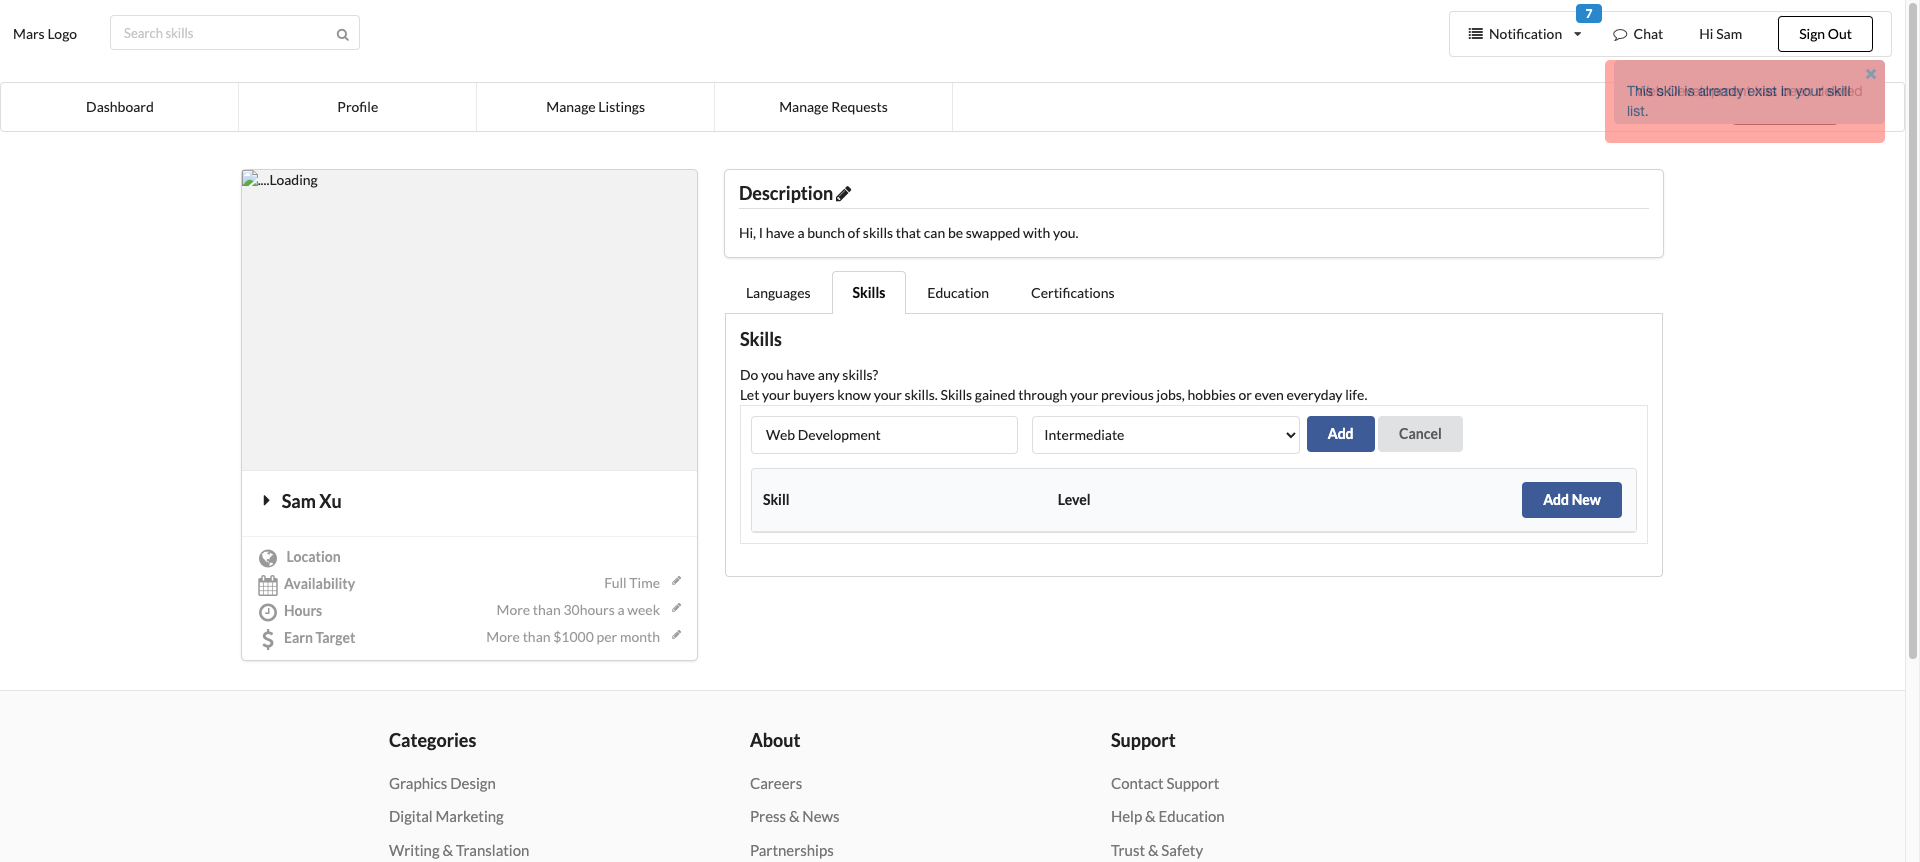 Mars Logo
Search skills
7
Notification
Chat
Hi Sam
Sign Out
Dashboard
Profile
Manage Listings
Manage Requests
This skill is already exist in your skill
list.
....Loading
Description
Hi, I have a bunch of skills that can be swapped with you.
Languages
Skills
Education
Certifications
Skills
Do you have any skills?
Let your buyers know your skills. Skills gained through your previous jobs, hobbies or even everyday life.
Web Development
Intermediate
Add
Cancel
Skill
Level
Add New
Sam Xu
Location
Availability
Full Time
Hours
More than 30hours a week
Earn Target
More than $1000 per month
Categories
About
Support
Graphics Design
Careers
Contact Support
Digital Marketing
Press & News
Help & Education
Writing & Translation
Partnerships
Trust & Safety